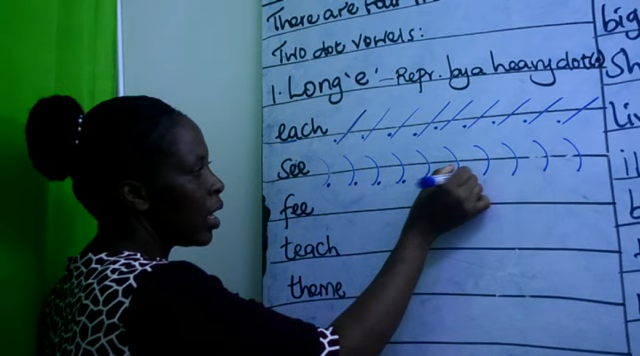 There are four
Two dot vowels:
1. Long 'e' - Repr. by a heavy dot
each
see
fee
teach
theme
big
Sh
Liv